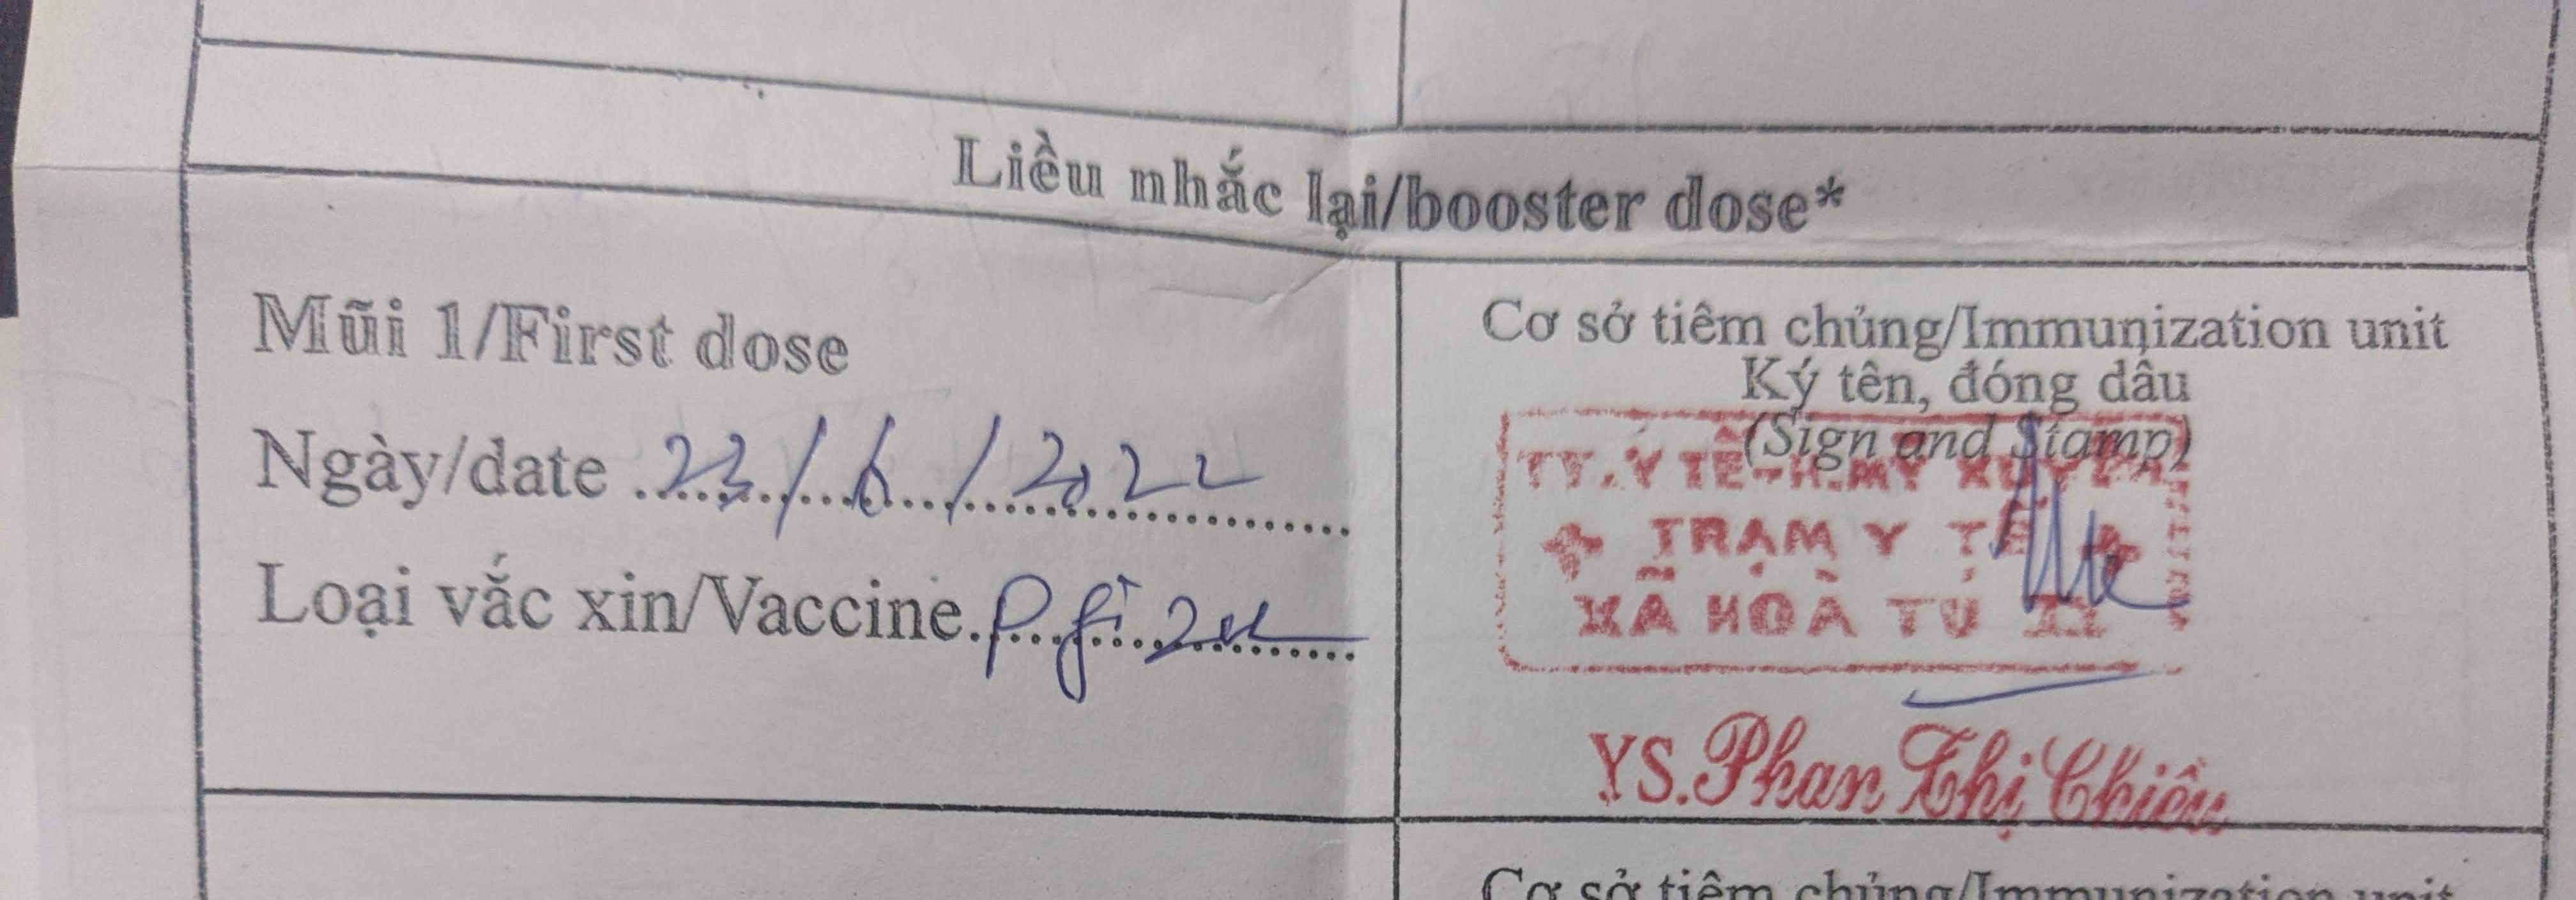 Liều nhắc lại/booster dose*
Mũi 1/First dose
Ngày/date 23/6/2022
Loại vắc xin/Vaccine Pfizer
Cơ sở tiêm chủng/Immunization unit
Ký tên, đóng dấu
(Sign and Stamp)
TT.Y TẾ-H.MỸ XUYÊN
TRẠM Y TẾ
XÃ HOÀ TÚ II
YS.Phan Thị Chiều
Cơ sở tiêm chủng/Immunization unit